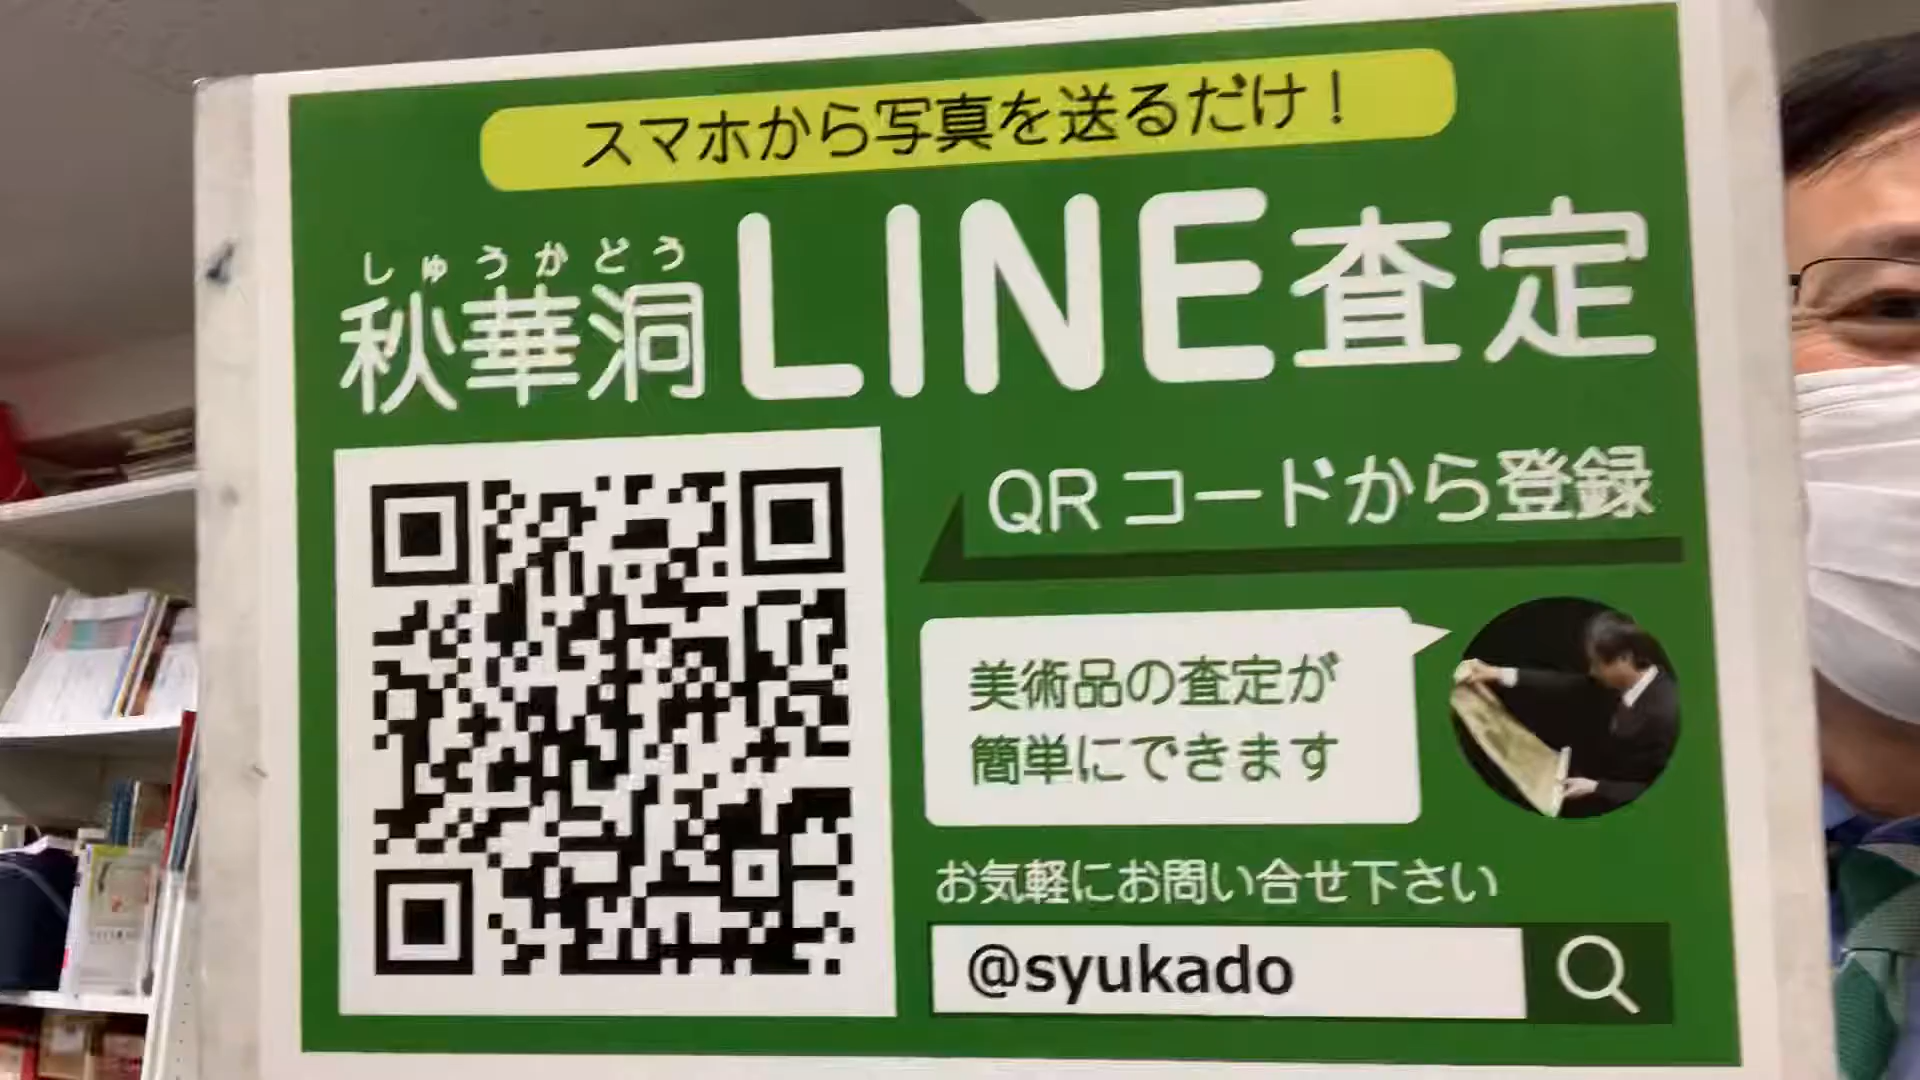 スマホから写真を送るだけ！
しゅうかどう
秋華洞LINE査定
QRコードから登録
美術品の査定が
簡単にできます
お気軽にお問い合せ下さい
@syukado